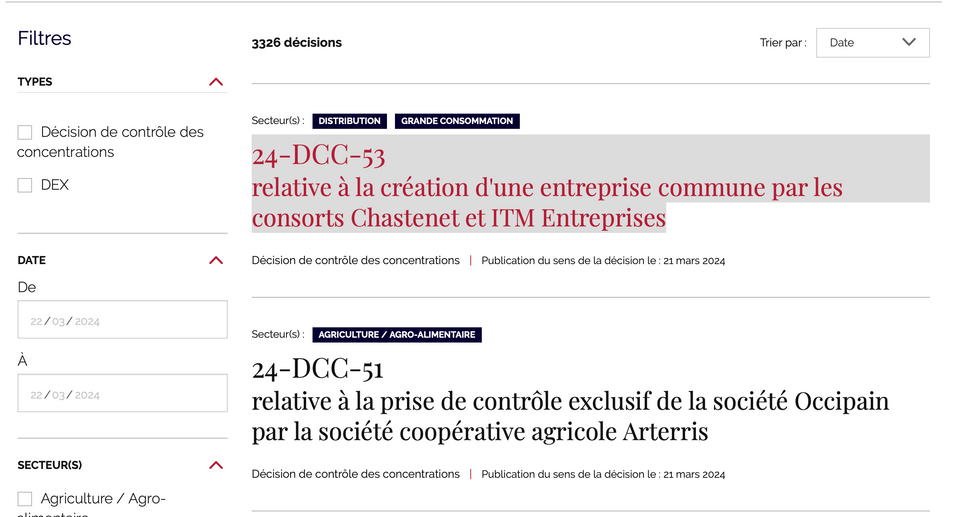 Filtres
3326 décisions
Trier par :
Date
TYPES
Décision de contrôle des
concentrations
DEX
DATE
De
22 / 03 / 2024
À
22 / 03 / 2024
SECTEUR(S)
Agriculture / Agro-
alimentaire
Secteur(s) : DISTRIBUTION GRANDE CONSOMMATION
24-DCC-53
relative à la création d'une entreprise commune par les
consorts Chastenet et ITM Entreprises
Décision de contrôle des concentrations | Publication du sens de la décision le : 21 mars 2024
Secteur(s) : AGRICULTURE / AGRO-ALIMENTAIRE
24-DCC-51
relative à la prise de contrôle exclusif de la société Occipain
par la société coopérative agricole Arterris
Décision de contrôle des concentrations | Publication du sens de la décision le : 21 mars 2024